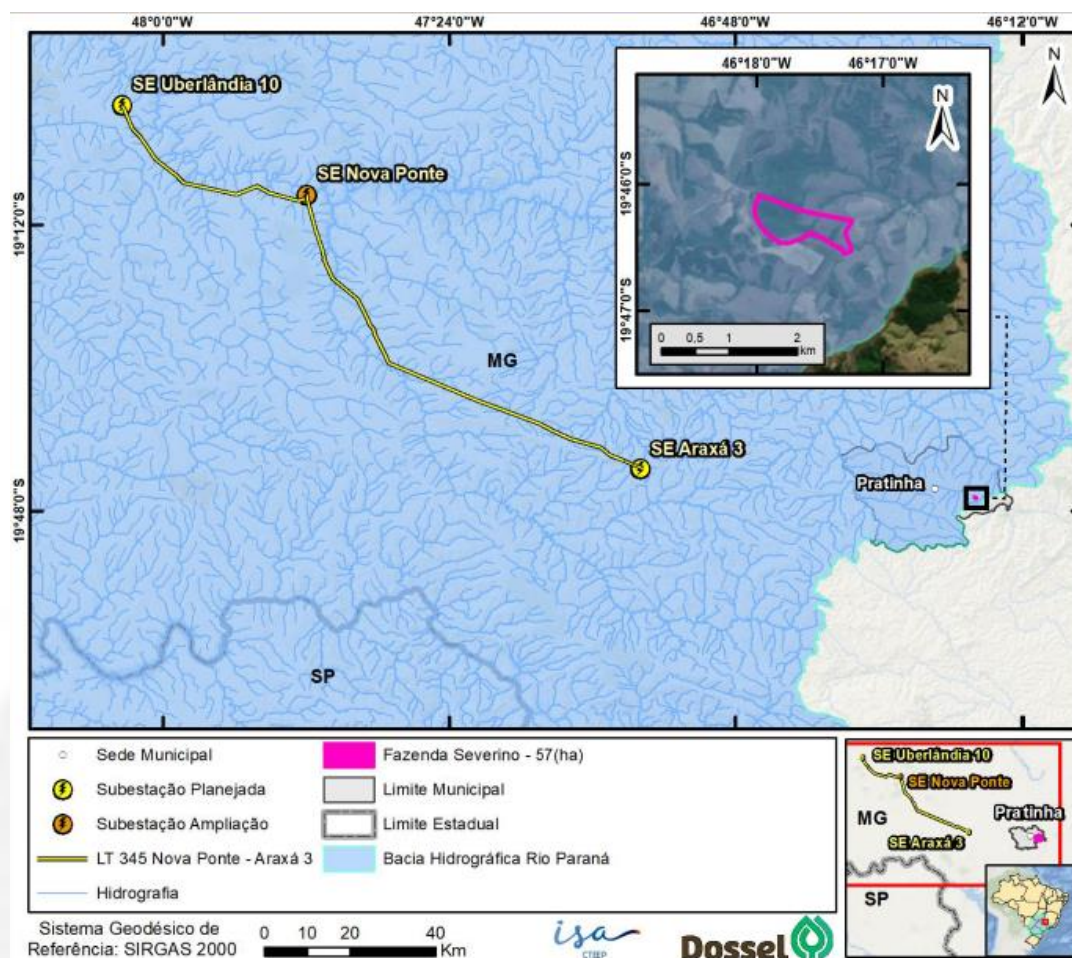 48°0'0"W 47°24'0"W 46°48'0"W 46°12'0"W
SE Uberlândia 10
46°18'0"W 46°17'0"W
N
N
SE Nova Ponte
19°46'0"S
19°12'0"S
19°47'0"S
0 0,5 1 2
km
MG
SE Araxá 3
Pratinha
19°48'0"S
SP
Sede Municipal
Subestação Planejada
Subestação Ampliação
LT 345 Nova Ponte - Araxá 3
Hidrografia
Fazenda Severino - 57(ha)
Limite Municipal
Limite Estadual
Bacia Hidrográfica Rio Paraná
SE Uberlândia 10
SE Nova Ponte
Pratinha
MG
SE Araxá 3
SP
Sistema Geodésico de
Referência: SIRGAS 2000
0 10 20 40
Km
isa
CTEEP
Dossel